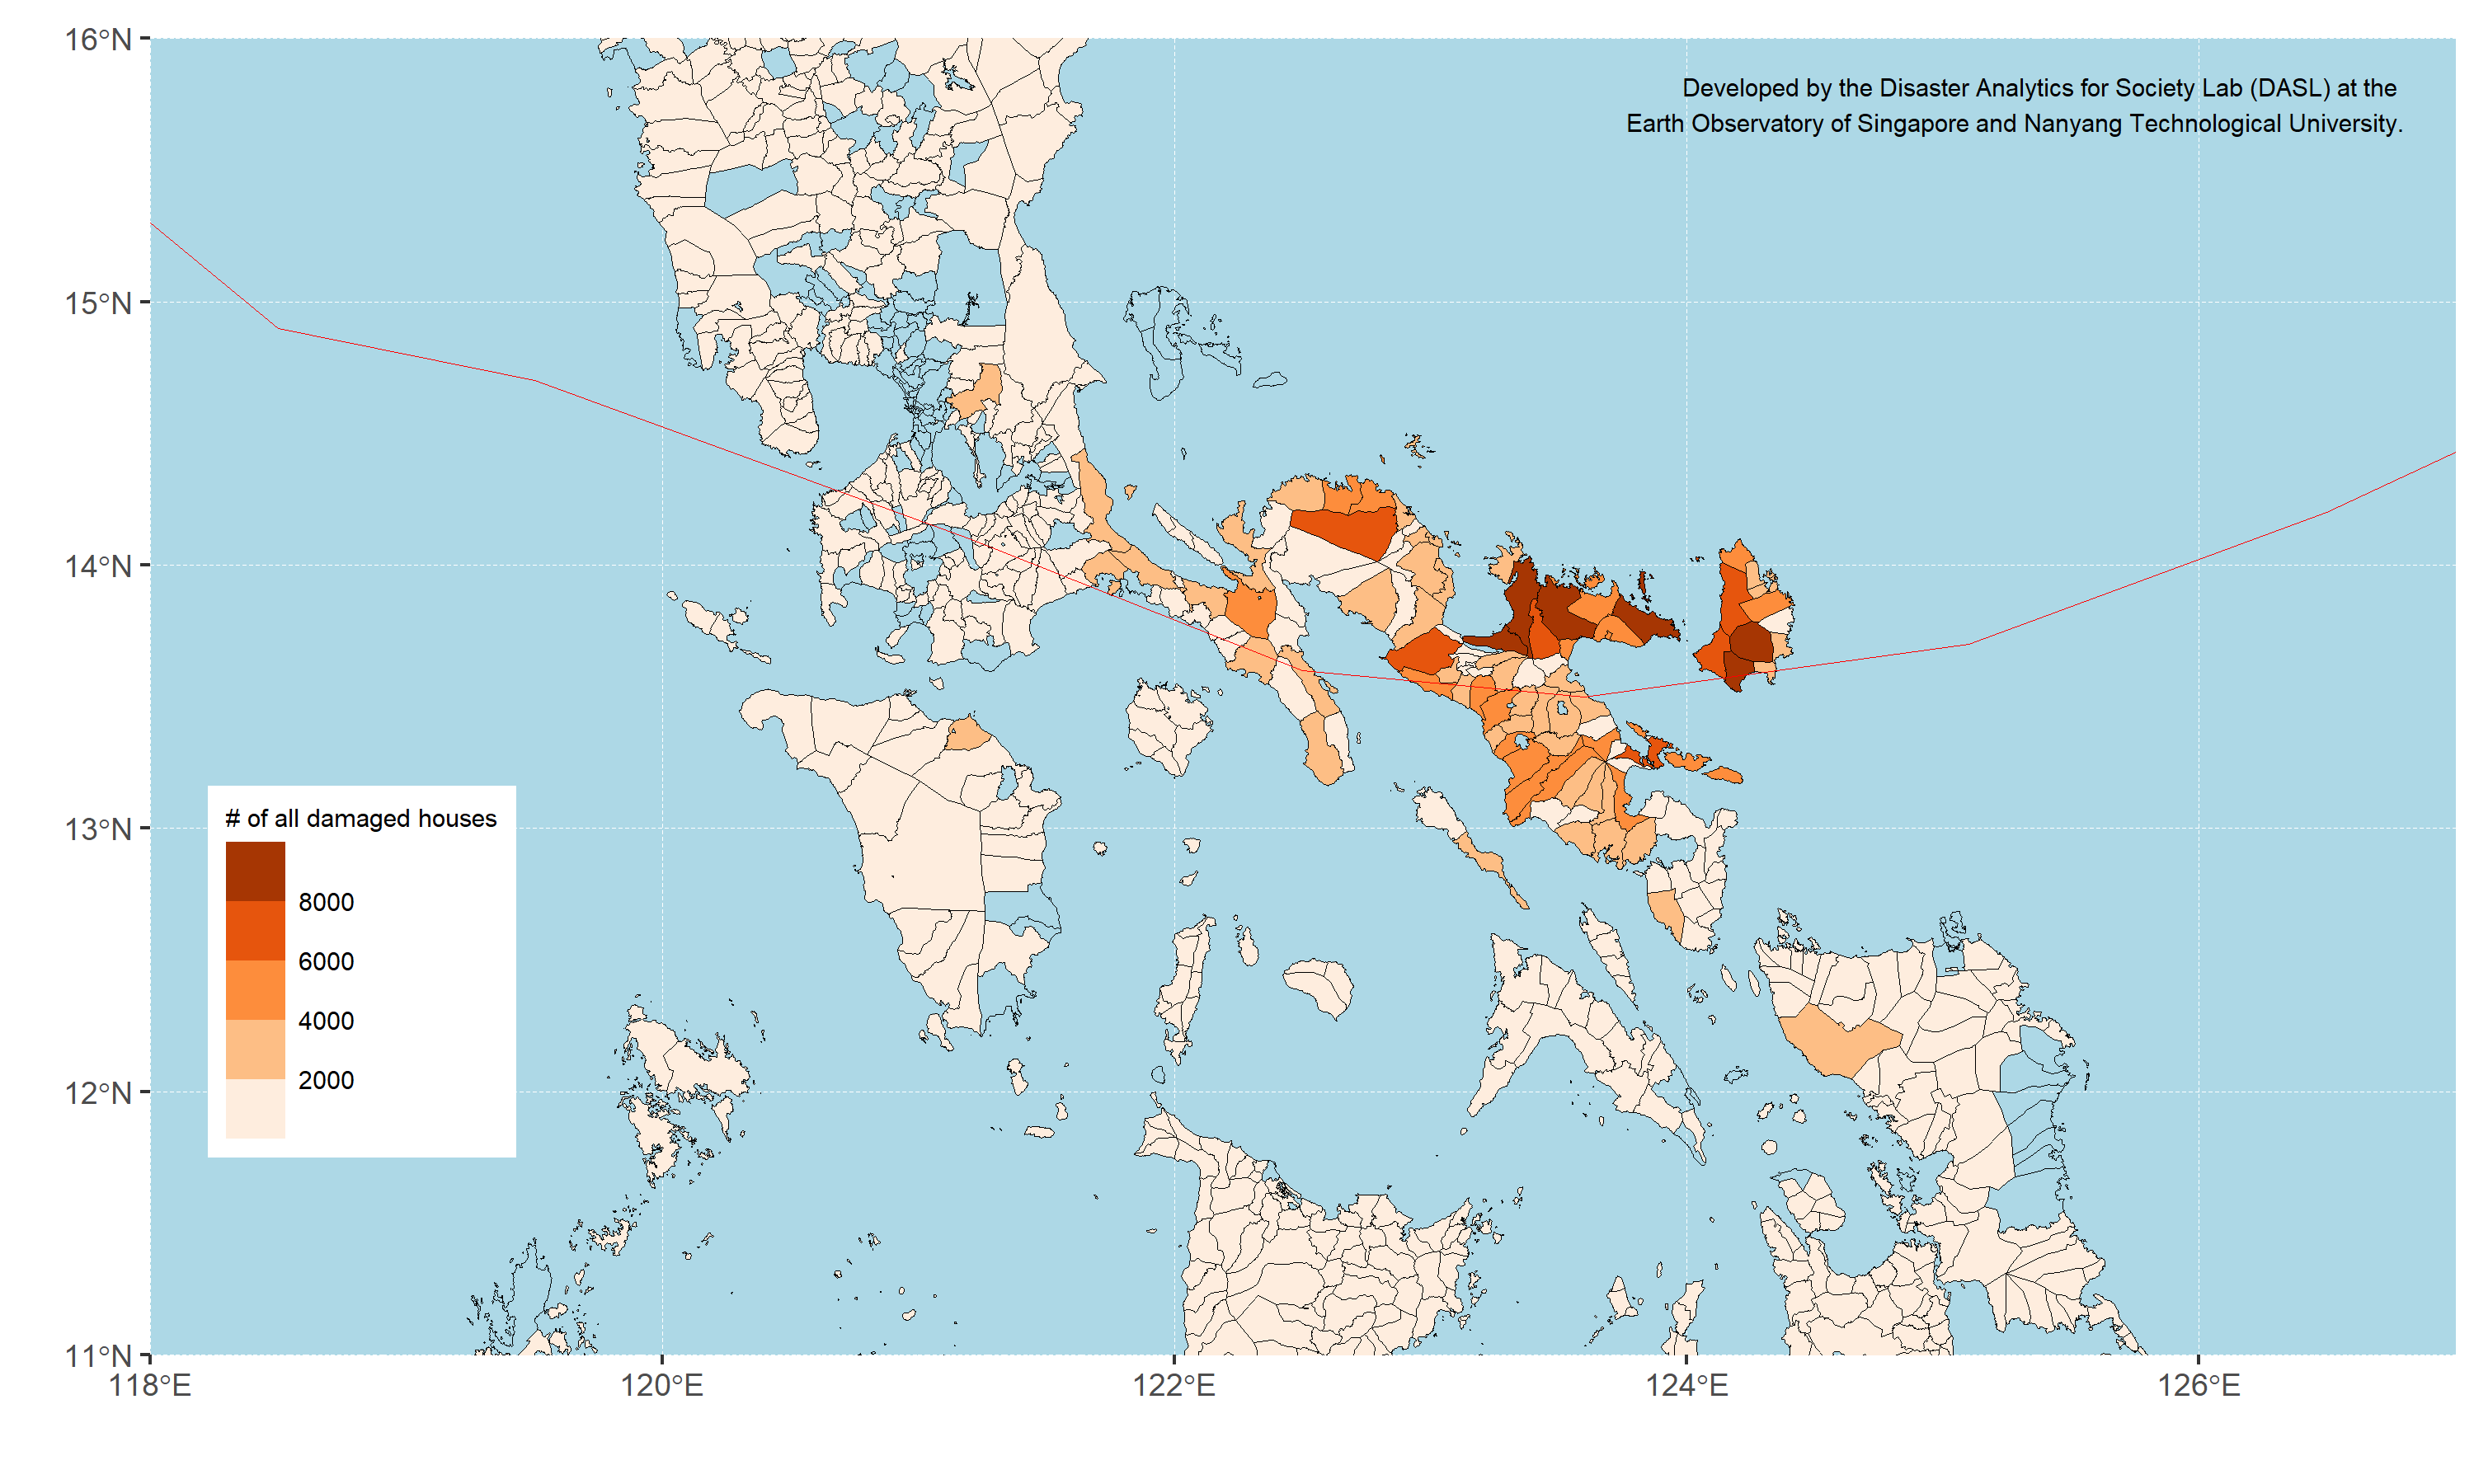 16°N
Developed by the Disaster Analytics for Society Lab (DASL) at the
Earth Observatory of Singapore and Nanyang Technological University.
15°N
14°N
13°N
# of all damaged houses
8000
6000
4000
2000
12°N
11°N
118°E
120°E
122°E
124°E
126°E